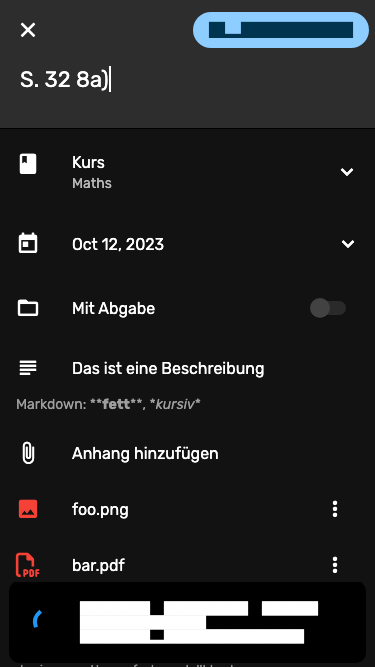 S. 32 8a)
Kurs
Maths
Oct 12, 2023
Mit Abgabe
Das ist eine Beschreibung
Markdown: **fett**, *kursiv*
Anhang hinzufügen
foo.png
PDF
bar.pdf